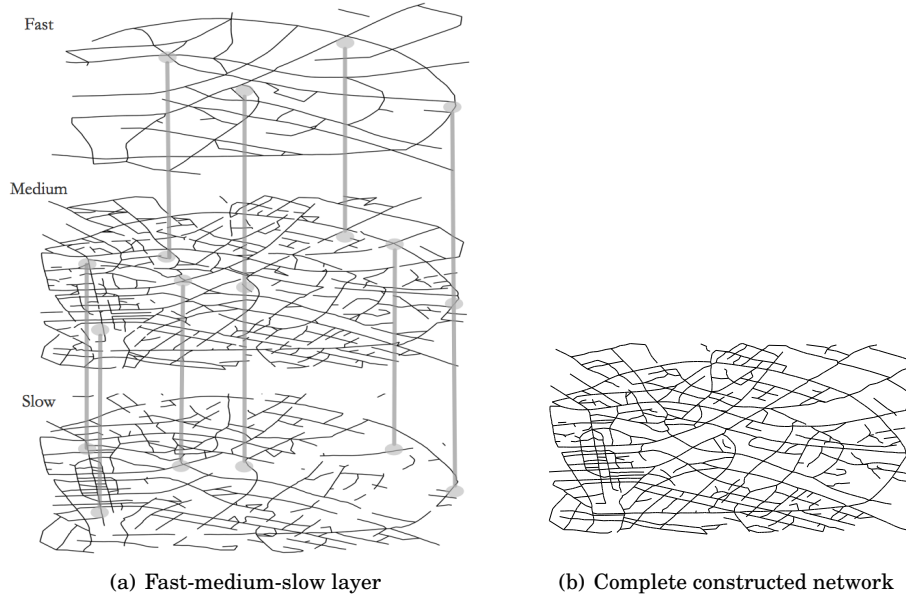 Fast
Medium
Slow
(a) Fast-medium-slow layer
(b) Complete constructed network